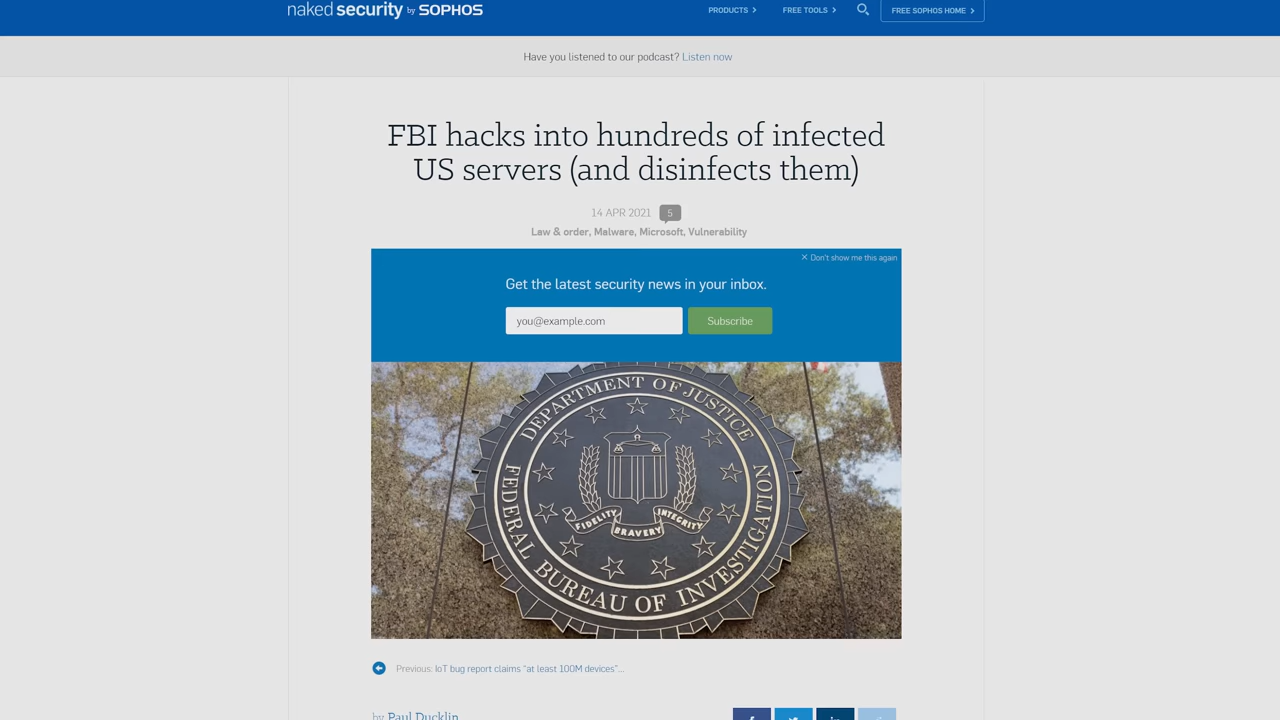 naked security by SOPHOS
PRODUCTS
FREE TOOLS
FREE SOPHOS HOME
Have you listened to our podcast? Listen now
FBI hacks into hundreds of infected
US servers (and disinfects them)
14 APR 2021 5
Law & order, Malware, Microsoft, Vulnerability
× Don't show me this again
Get the latest security news in your inbox.
you@example.com
Subscribe
DEPARTMENT OF JUSTICE
FIDELITY BRAVERY INTEGRITY
FEDERAL BUREAU OF INVESTIGATION
Previous: IoT bug report claims "at least 100M devices"...
by Paul Ducklin